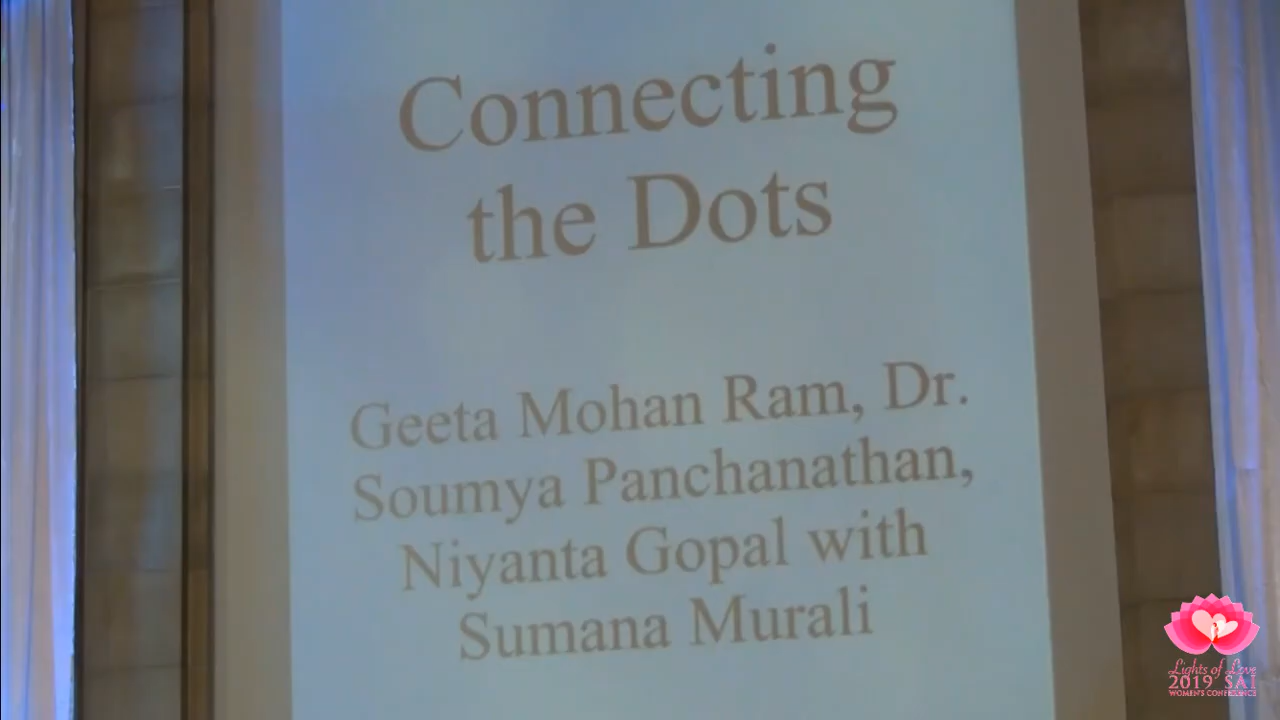 Connecting
the Dots
Geeta Mohan Ram, Dr.
Soumya Panchanathan,
Niyanta Gopal with
Sumana Murali
Lights of Love
2019 SAI
WOMEN'S CONFERENCE